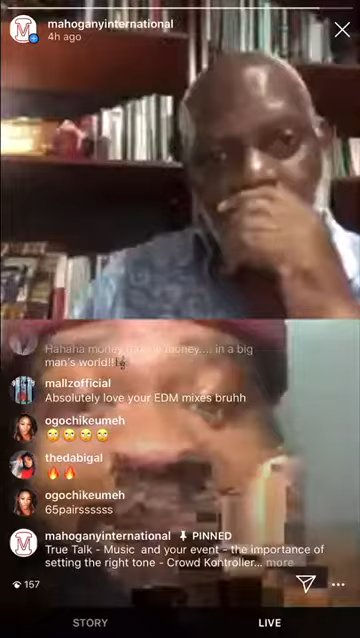 mahoganyinternational
4h ago
Hahaha money money money.... in a big
man's world!!
mallzofficial
Absolutely love your EDM mixes bruhh
ogochikeumeh
thedabigal
ogochikeumeh
65pairssssss
mahoganyinternational PINNED
True Talk - Music and your event - the importance of
setting the right tone - Crowd Kontroller... more
157
STORY LIVE